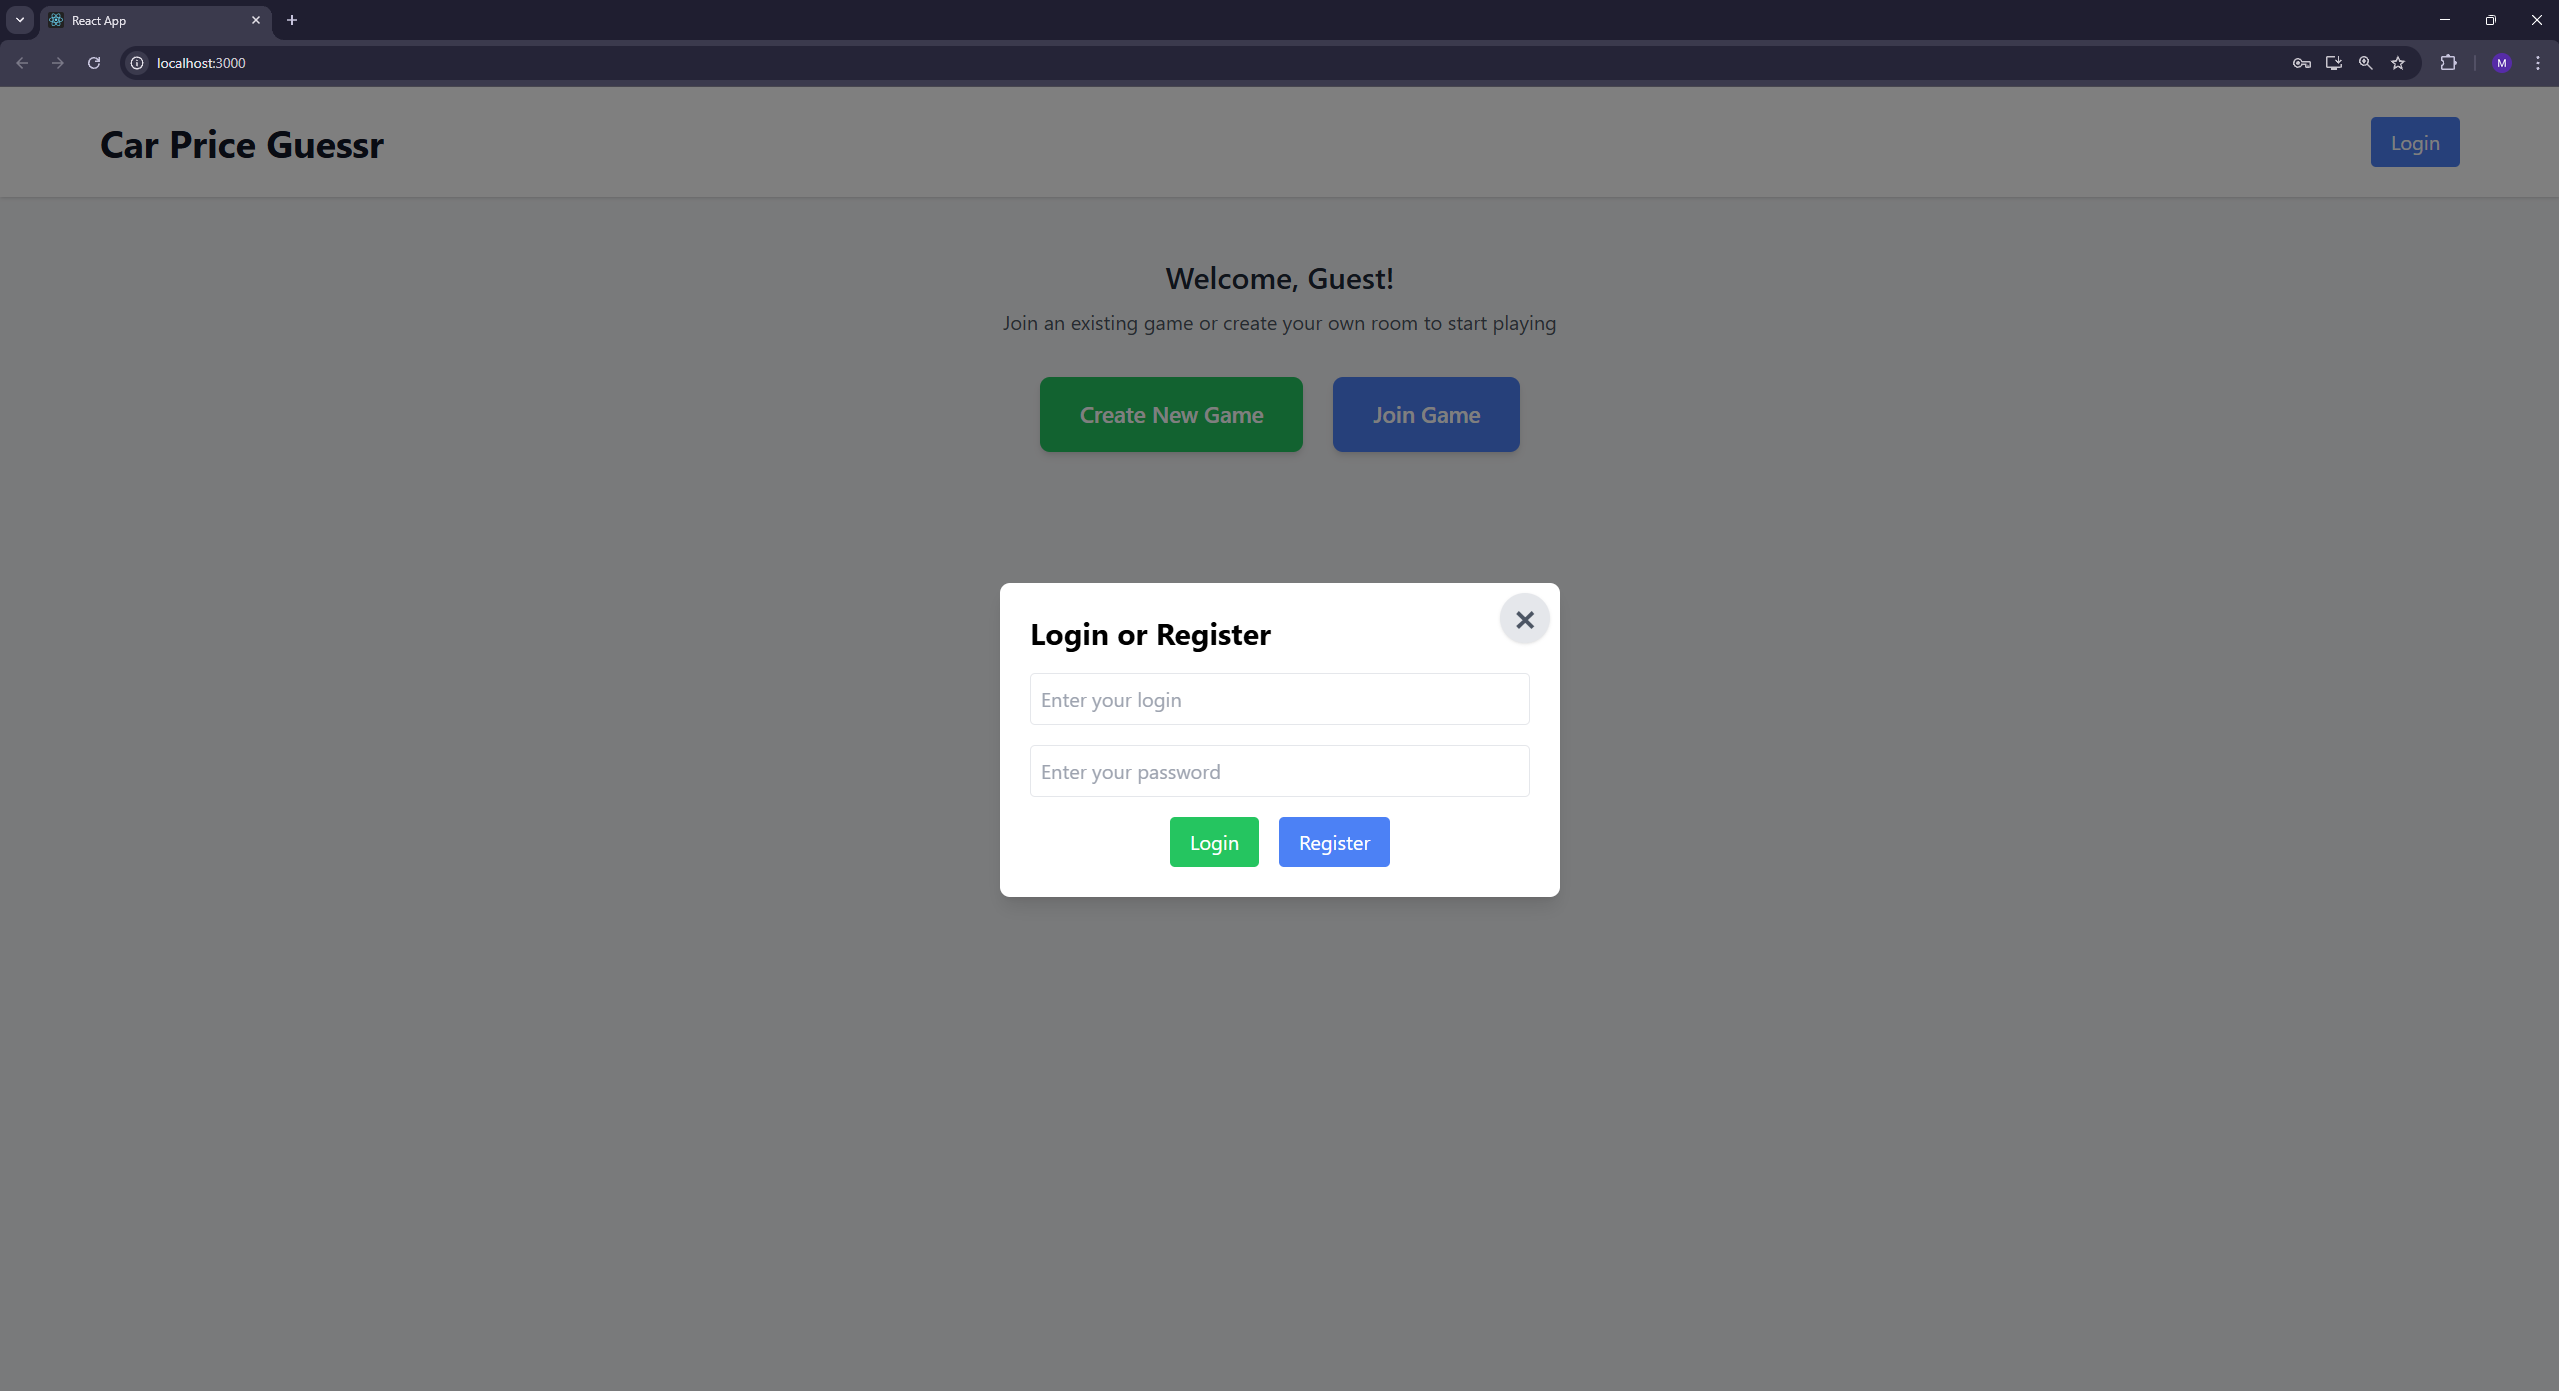 React App
localhost:3000
M
Car Price Guessr
Login
Welcome, Guest!
Join an existing game or create your own room to start playing
Create New Game
Join Game
Login or Register
Enter your login
Enter your password
Login
Register